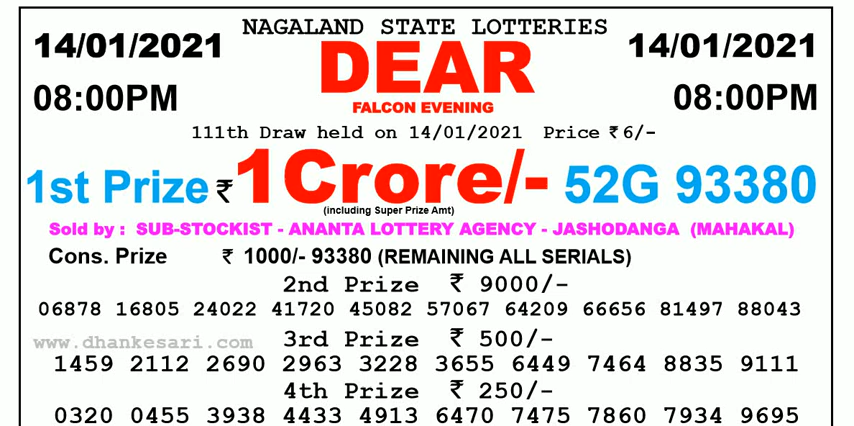 NAGALAND STATE LOTTERIES
14/01/2021 DEAR 14/01/2021
08:00PM FALCON EVENING 08:00PM
111th Draw held on 14/01/2021 Price ₹6/-
1st Prize ₹1Crore/- 52G 93380
(including Super Prize Amt)
Sold by : SUB-STOCKIST - ANANTA LOTTERY AGENCY - JASHODANGA (MAHAKAL)
Cons. Prize ₹ 1000/- 93380 (REMAINING ALL SERIALS)
2nd Prize ₹ 9000/-
06878 16805 24022 41720 45082 57067 64209 66656 81497 88043
www.dhankesari.com 3rd Prize ₹ 500/-
1459 2112 2690 2963 3228 3655 6449 7464 8835 9111
4th Prize ₹ 250/-
0320 0455 3938 4433 4913 6470 7475 7860 7934 9695